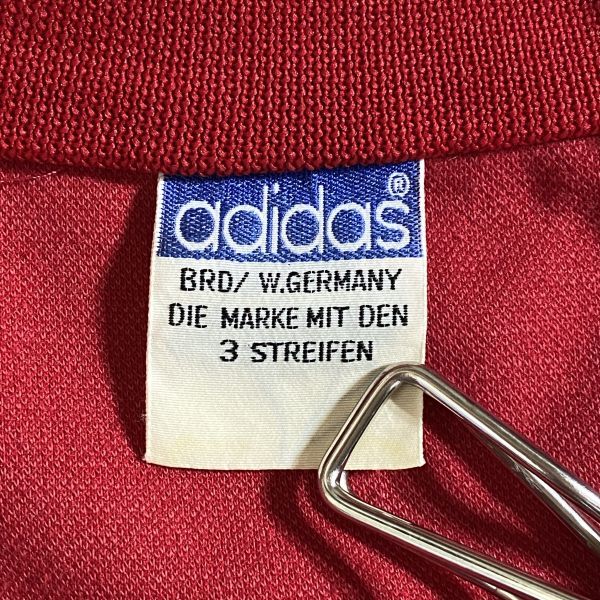 adidas®
BRD/ W.GERMANY
DIE MARKE MIT DEN
3 STREIFEN